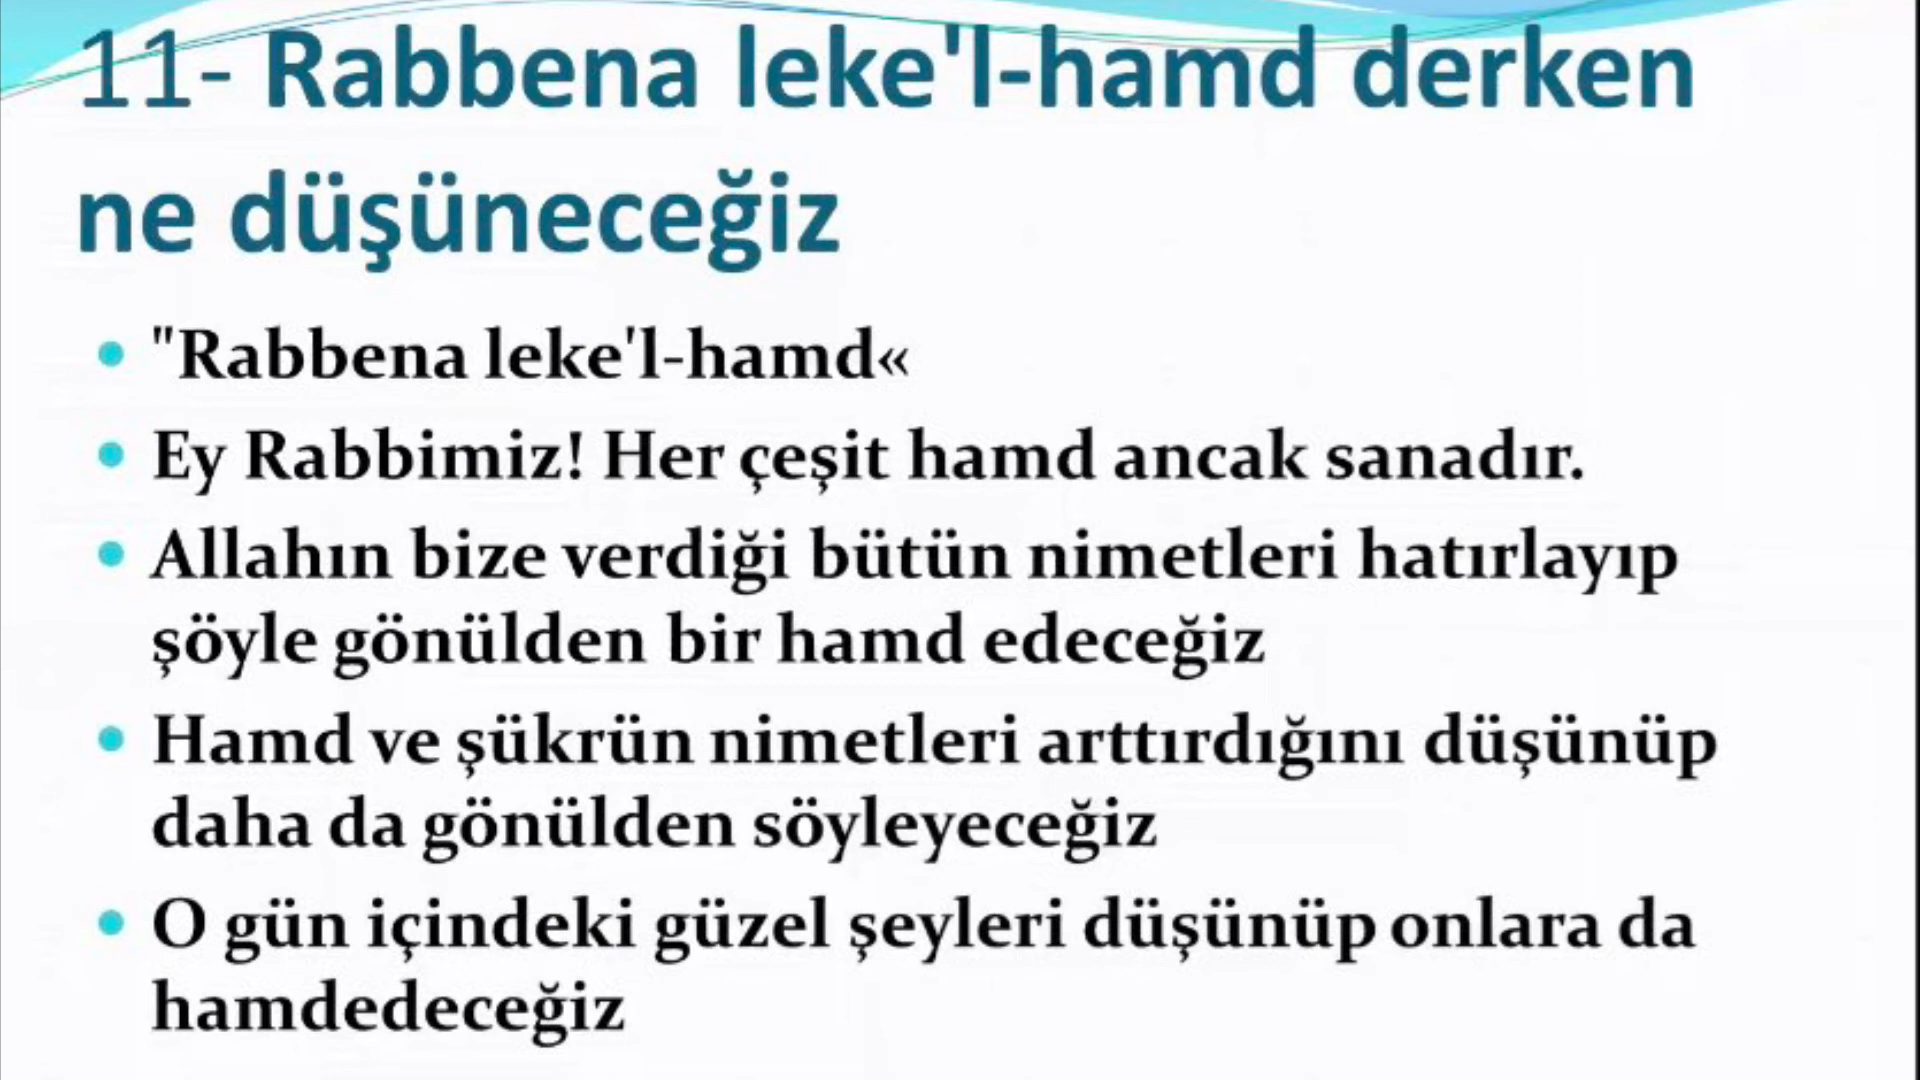 11- Rabbena leke'l-hamd derken
ne düşüneceğiz
• "Rabbena leke'l-hamd«
• Ey Rabbimiz! Her çeşit hamd ancak sanadır.
• Allahın bize verdiği bütün nimetleri hatırlayıp
şöyle gönülden bir hamd edeceğiz
• Hamd ve şükrün nimetleri arttırdığını düşünüp
daha da gönülden söyleyeceğiz
• O gün içindeki güzel şeyleri düşünüp onlara da
hamdedeceğiz